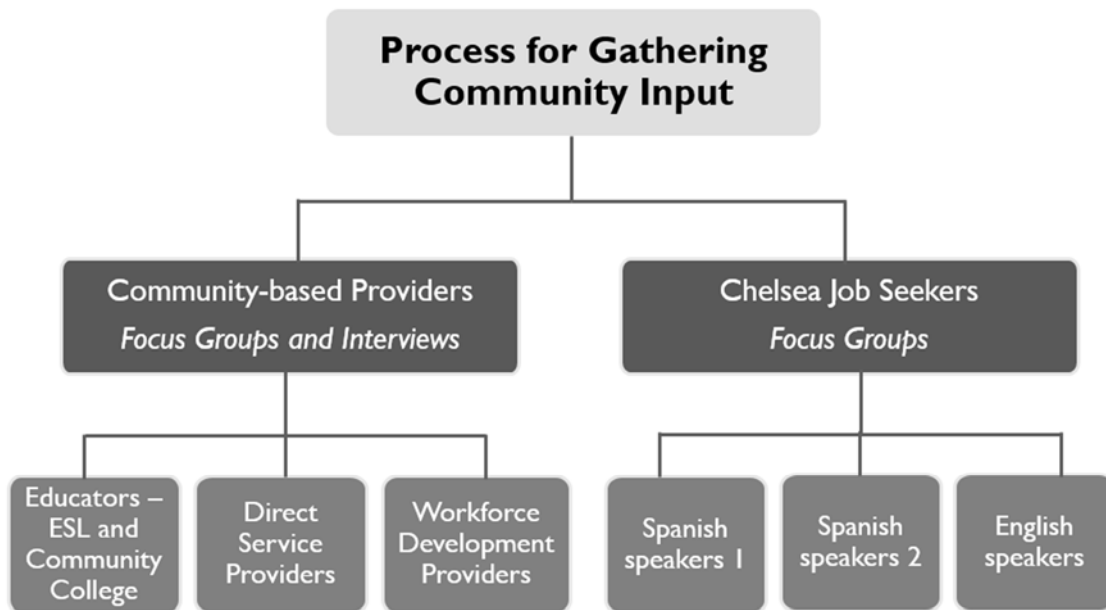 Process for Gathering
Community Input
Community-based Providers
Focus Groups and Interviews
Chelsea Job Seekers
Focus Groups
Educators –
ESL and
Community
College
Direct
Service
Providers
Workforce
Development
Providers
Spanish
speakers 1
Spanish
speakers 2
English
speakers